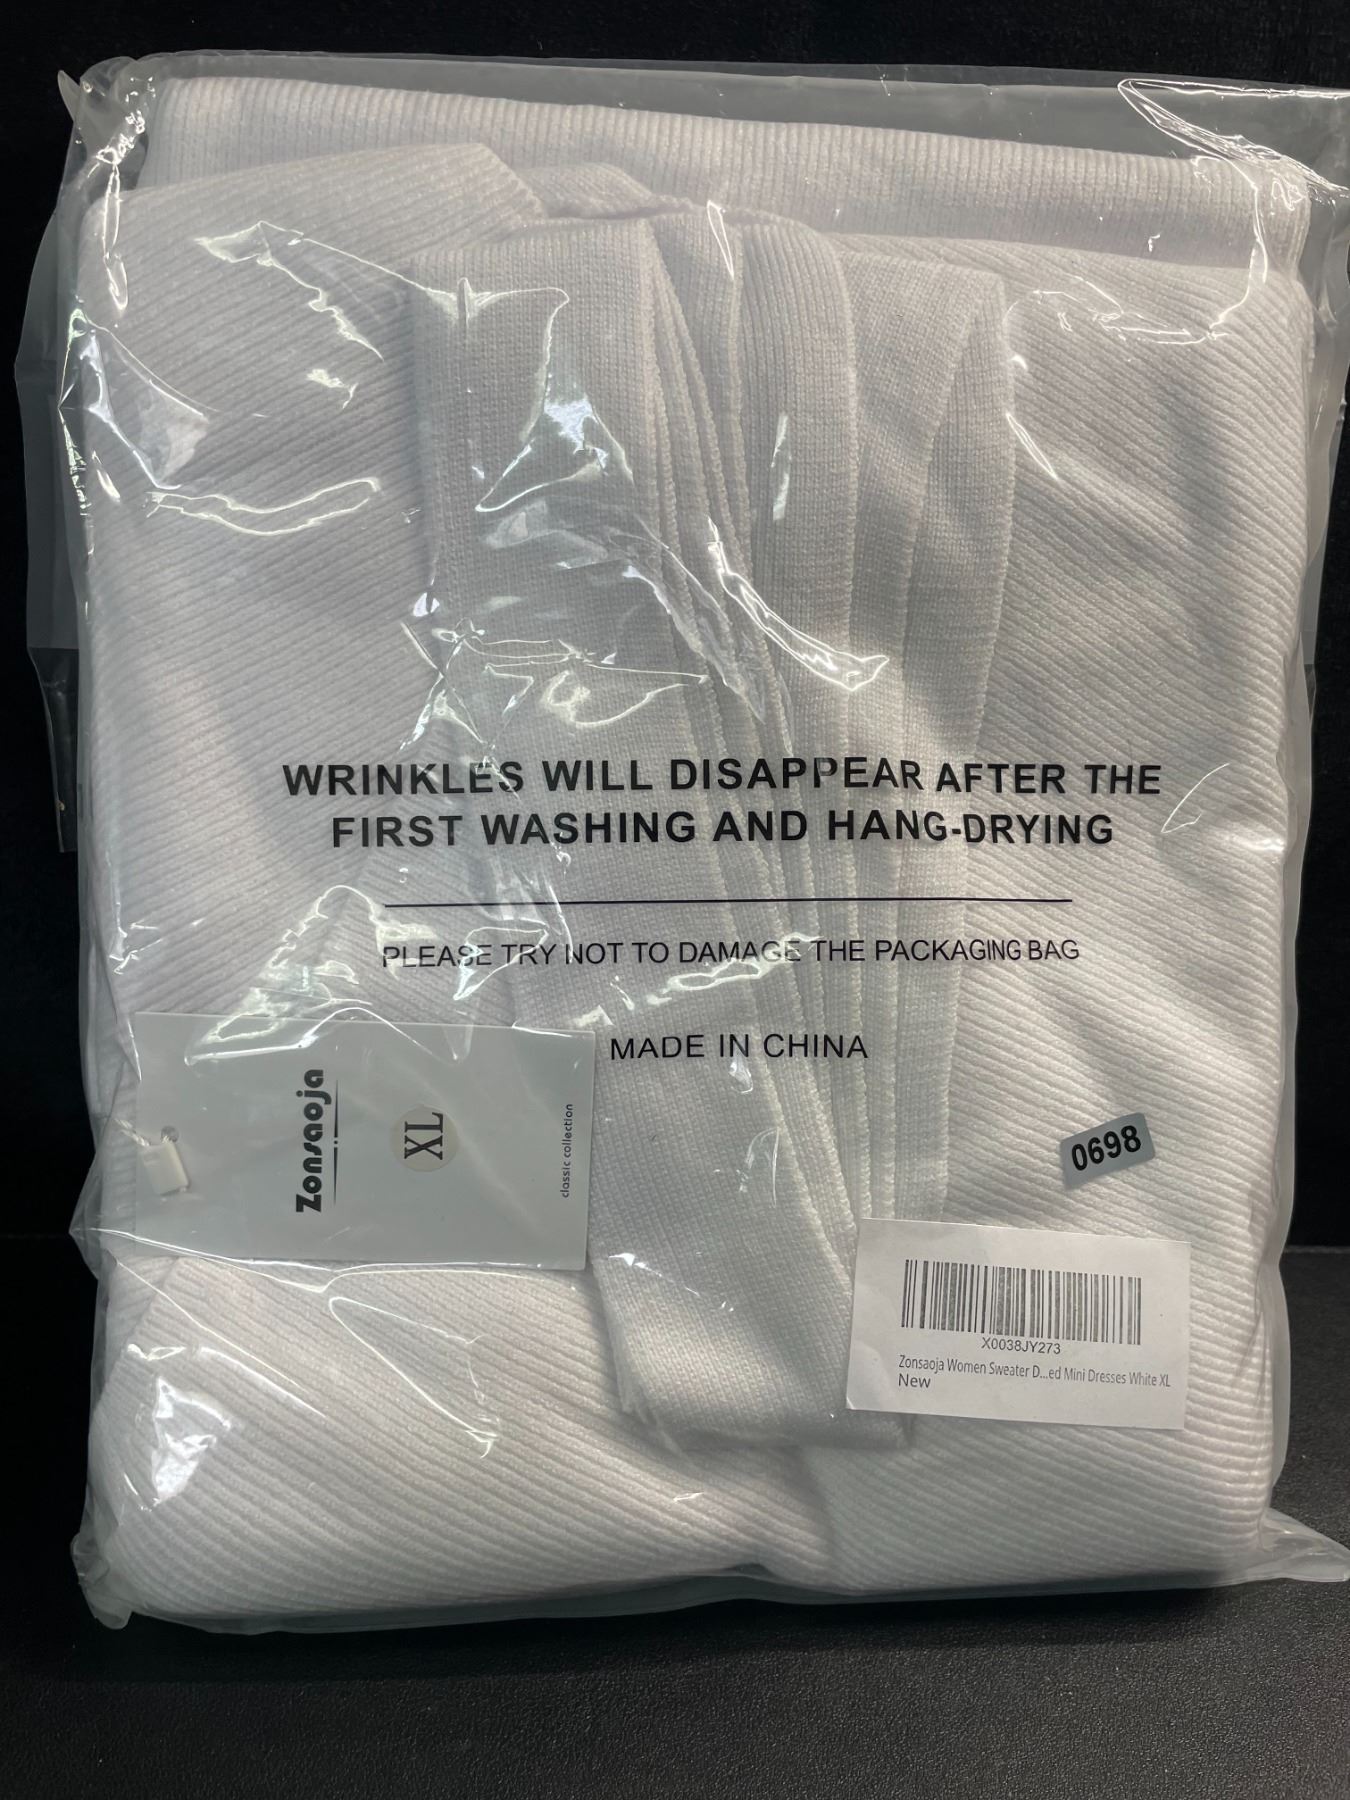 WRINKLES WILL DISAPPEAR AFTER THE
FIRST WASHING AND HANG-DRYING
PLEASE TRY NOT TO DAMAGE THE PACKAGING BAG
MADE IN CHINA
Zonsaoja
XL
classic collection
0698
X0038JY273
Zonsaoja Women Sweater D...ed Mini Dresses White XL
New